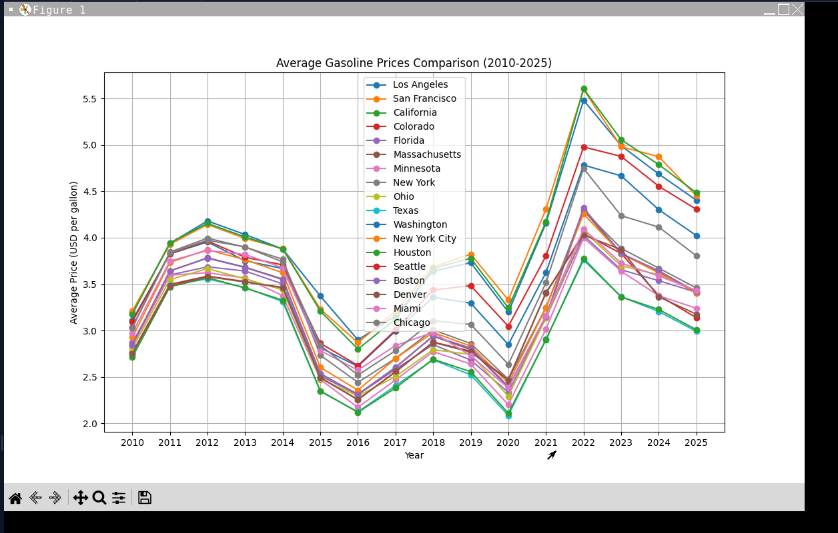 Figure 1
Average Gasoline Prices Comparison (2010-2025)
Average Price (USD per gallon)
5.5
5.0
4.5
4.0
3.5
3.0
2.5
2.0
Los Angeles
San Francisco
California
Colorado
Florida
Massachusetts
Minnesota
New York
Ohio
Texas
Washington
New York City
Houston
Seattle
Boston
Denver
Miami
Chicago
2010 2011 2012 2013 2014 2015 2016 2017 2018 2019 2020 2021 2022 2023 2024 2025
Year